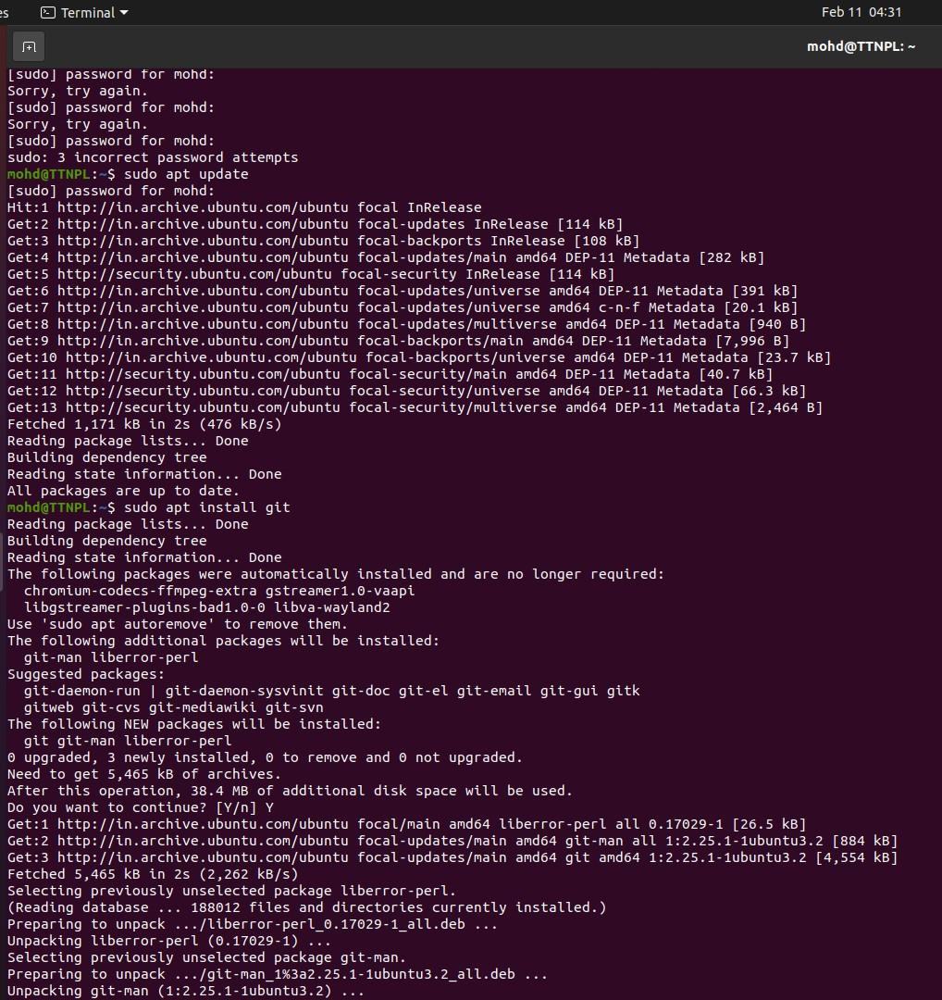 es
Terminal
Feb 11 04:31
mohd@TTNPL: ~
[sudo] password for mohd:
Sorry, try again.
[sudo] password for mohd:
Sorry, try again.
[sudo] password for mohd:
sudo: 3 incorrect password attempts
mohd@TTNPL:~$ sudo apt update
[sudo] password for mohd:
Hit:1 http://in.archive.ubuntu.com/ubuntu focal InRelease
Get:2 http://in.archive.ubuntu.com/ubuntu focal-updates InRelease [114 kB]
Get:3 http://in.archive.ubuntu.com/ubuntu focal-backports InRelease [108 kB]
Get:4 http://in.archive.ubuntu.com/ubuntu focal-updates/main amd64 DEP-11 Metadata [282 kB]
Get:5 http://security.ubuntu.com/ubuntu focal-security InRelease [114 kB]
Get:6 http://in.archive.ubuntu.com/ubuntu focal-updates/universe amd64 DEP-11 Metadata [391 kB]
Get:7 http://in.archive.ubuntu.com/ubuntu focal-updates/universe amd64 c-n-f Metadata [20.1 kB]
Get:8 http://in.archive.ubuntu.com/ubuntu focal-updates/multiverse amd64 DEP-11 Metadata [940 B]
Get:9 http://in.archive.ubuntu.com/ubuntu focal-backports/main amd64 DEP-11 Metadata [7,996 B]
Get:10 http://in.archive.ubuntu.com/ubuntu focal-backports/universe amd64 DEP-11 Metadata [23.7 kB]
Get:11 http://security.ubuntu.com/ubuntu focal-security/main amd64 DEP-11 Metadata [40.7 kB]
Get:12 http://security.ubuntu.com/ubuntu focal-security/universe amd64 DEP-11 Metadata [66.3 kB]
Get:13 http://security.ubuntu.com/ubuntu focal-security/multiverse amd64 DEP-11 Metadata [2,464 B]
Fetched 1,171 kB in 2s (476 kB/s)
Reading package lists... Done
Building dependency tree
Reading state information... Done
All packages are up to date.
mohd@TTNPL:~$ sudo apt install git
Reading package lists... Done
Building dependency tree
Reading state information... Done
The following packages were automatically installed and are no longer required:
  chromium-codecs-ffmpeg-extra gstreamer1.0-vaapi
  libgstreamer-plugins-bad1.0-0 libva-wayland2
Use 'sudo apt autoremove' to remove them.
The following additional packages will be installed:
  git-man liberror-perl
Suggested packages:
  git-daemon-run | git-daemon-sysvinit git-doc git-el git-email git-gui gitk
  gitweb git-cvs git-mediawiki git-svn
The following NEW packages will be installed:
  git git-man liberror-perl
0 upgraded, 3 newly installed, 0 to remove and 0 not upgraded.
Need to get 5,465 kB of archives.
After this operation, 38.4 MB of additional disk space will be used.
Do you want to continue? [Y/n] Y
Get:1 http://in.archive.ubuntu.com/ubuntu focal/main amd64 liberror-perl all 0.17029-1 [26.5 kB]
Get:2 http://in.archive.ubuntu.com/ubuntu focal-updates/main amd64 git-man all 1:2.25.1-1ubuntu3.2 [884 kB]
Get:3 http://in.archive.ubuntu.com/ubuntu focal-updates/main amd64 git amd64 1:2.25.1-1ubuntu3.2 [4,554 kB]
Fetched 5,465 kB in 2s (2,262 kB/s)
Selecting previously unselected package liberror-perl.
(Reading database ... 188012 files and directories currently installed.)
Preparing to unpack .../liberror-perl_0.17029-1_all.deb ...
Unpacking liberror-perl (0.17029-1) ...
Selecting previously unselected package git-man.
Preparing to unpack .../git-man_1%3a2.25.1-1ubuntu3.2_all.deb ...
Unpacking git-man (1:2.25.1-1ubuntu3.2) ...